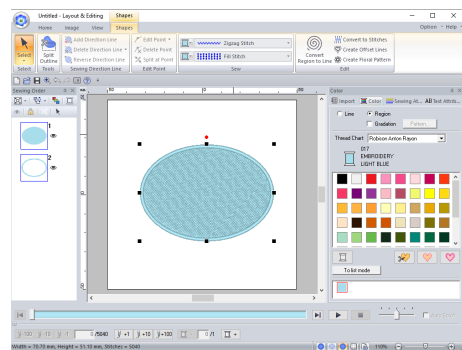 Untitled - Layout & Editing Shapes
Home Image View Shapes Option Help
Select
Split Outline
Add Direction Line
Delete Direction Line
Reverse Direction Line
Edit Point
Delete Point
Split at Point
Zigzag Stitch
Fill Stitch
Convert Region to Line
Convert to Stitches
Create Offset Lines
Create Floral Pattern
Select Tools Sewing Direction Line Edit Point Sew Edit
Sewing Order
1
2
Color
Import Color Sewing At... Text Attrib...
Line Region
Gradation Pattern...
Thread Chart Robison Anton Rayon
017
EMBROIDERY
LIGHT BLUE
To list mode
-100 -10 -1 /5040 +1 +10 +100 /1
Width = 70.70 mm, Height = 51.10 mm, Stitches = 5040
110%